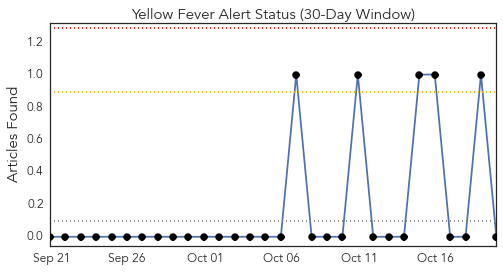 Yellow Fever Alert Status (30-Day Window)
Articles Found
1.2
1.0
0.8
0.6
0.4
0.2
0.0
Sep 21 Sep 26 Oct 01 Oct 06 Oct 11 Oct 16